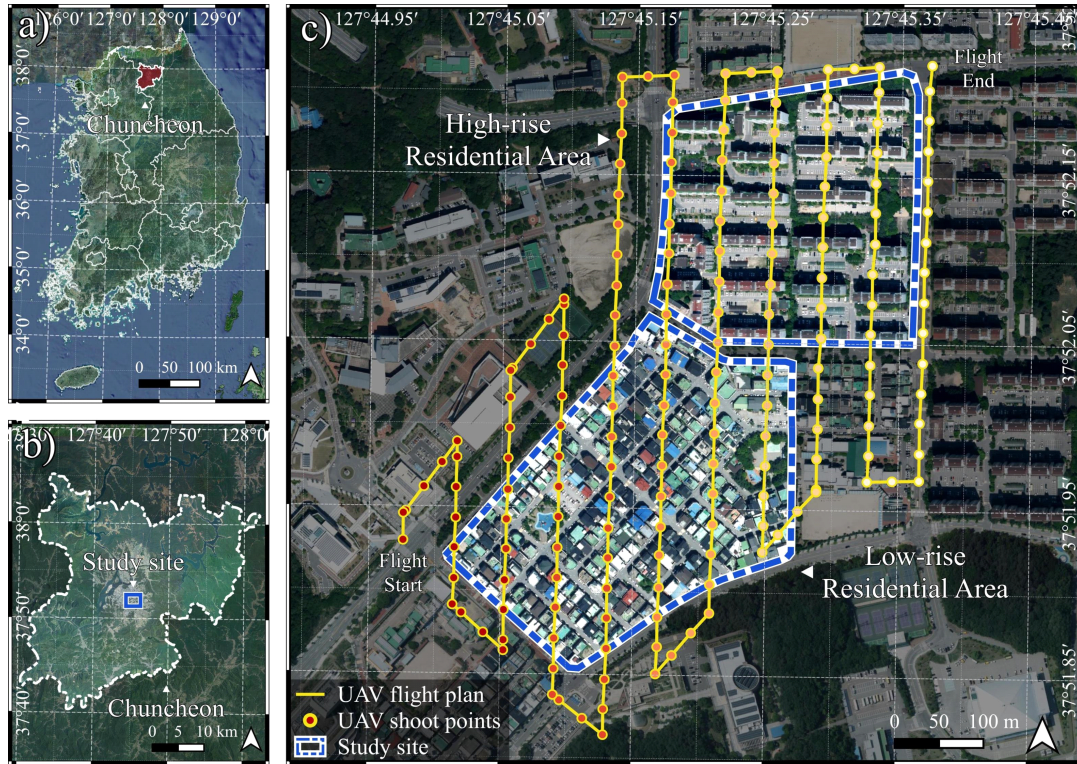 a)
126°0′ 127°0′ 128°0′ 129°0′
38°0′
37°0′
36°0′
35°0′
34°0′
Chuncheon
0 50 100 km
b)
127°40′ 127°50′ 128°0′
38°0′
37°50′
37°40′
Study site
Chuncheon
0 5 10 km
c)
127°44.95′ 127°45.05′ 127°45.15′ 127°45.25′ 127°45.35′ 127°45.45′
37°52.15′
37°52.05′
37°51.95′
37°51.85′
Flight
End
High-rise
Residential Area
Flight
Start
Low-rise
Residential Area
UAV flight plan
UAV shoot points
Study site
0 50 100 m